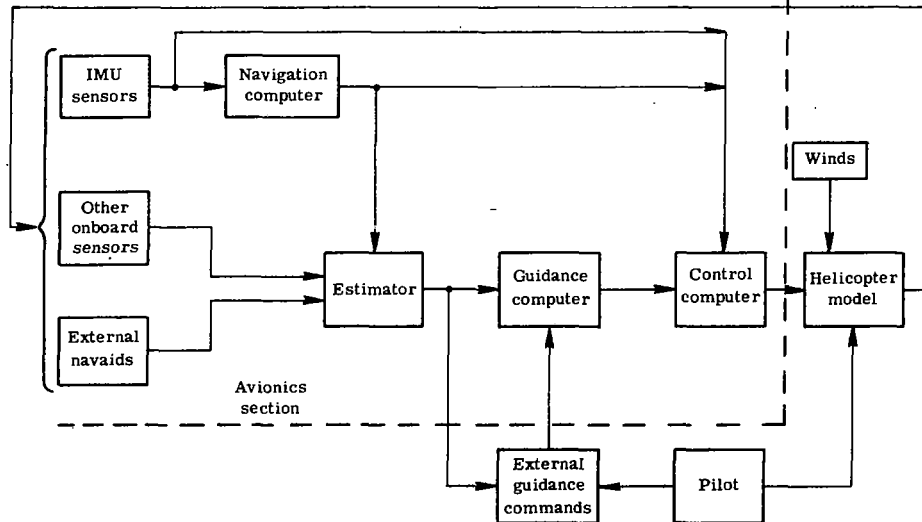 IMU
sensors
Navigation
computer
Winds
Other
onboard
sensors
Estimator
Guidance
computer
Control
computer
Helicopter
model
External
navaids
Avionics
section
External
guidance
commands
Pilot